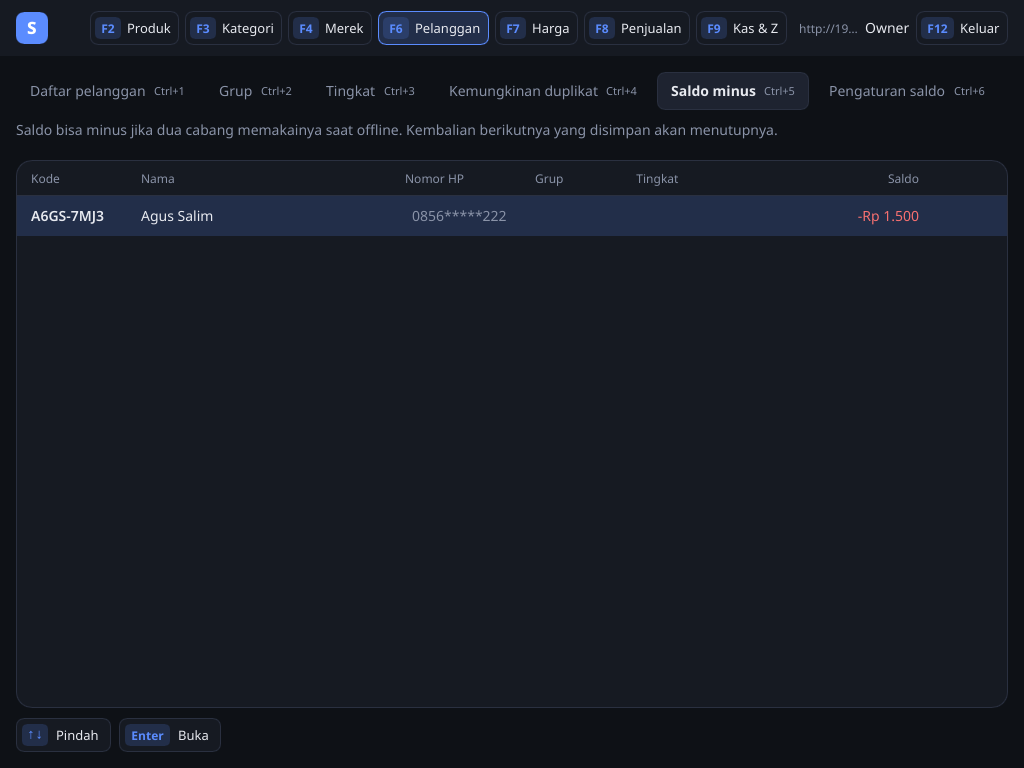 S F2 Produk F3 Kategori F4 Merek F6 Pelanggan F7 Harga F8 Penjualan F9 Kas & Z http://19... Owner F12 Keluar
Daftar pelanggan Ctrl+1 Grup Ctrl+2 Tingkat Ctrl+3 Kemungkinan duplikat Ctrl+4 Saldo minus Ctrl+5 Pengaturan saldo Ctrl+6
Saldo bisa minus jika dua cabang memakainya saat offline. Kembalian berikutnya yang disimpan akan menutupnya.
Kode Nama Nomor HP Grup Tingkat Saldo
A6GS-7MJ3 Agus Salim 0856*****222 -Rp 1.500
↑↓ Pindah Enter Buka